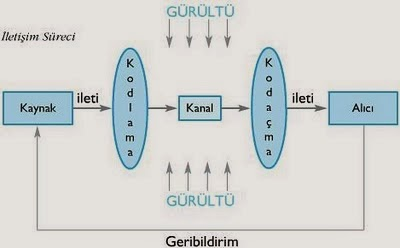 GÜRÜLTÜ
İletişim Süreci
Kaynak
ileti
Kodlama
Kanal
Kodaçma
ileti
Alıcı
GÜRÜLTÜ
Geribildirim